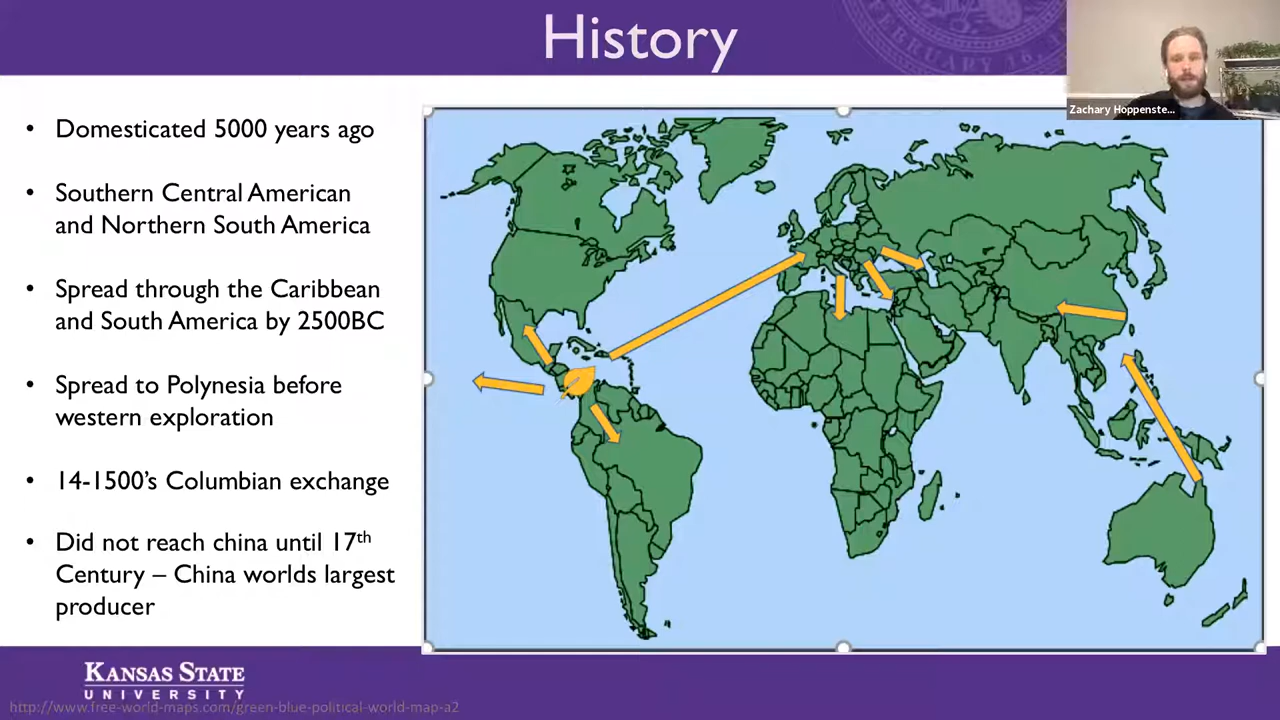 History
FEBRUARY 16,
Zachary Hoppenste...
• Domesticated 5000 years ago
• Southern Central American
and Northern South America
• Spread through the Caribbean
and South America by 2500BC
• Spread to Polynesia before
western exploration
• 14-1500's Columbian exchange
• Did not reach china until 17th
Century – China worlds largest
producer
KANSAS STATE
UNIVERSITY
http://www.free-world-maps.com/green-blue-political-world-map-a2